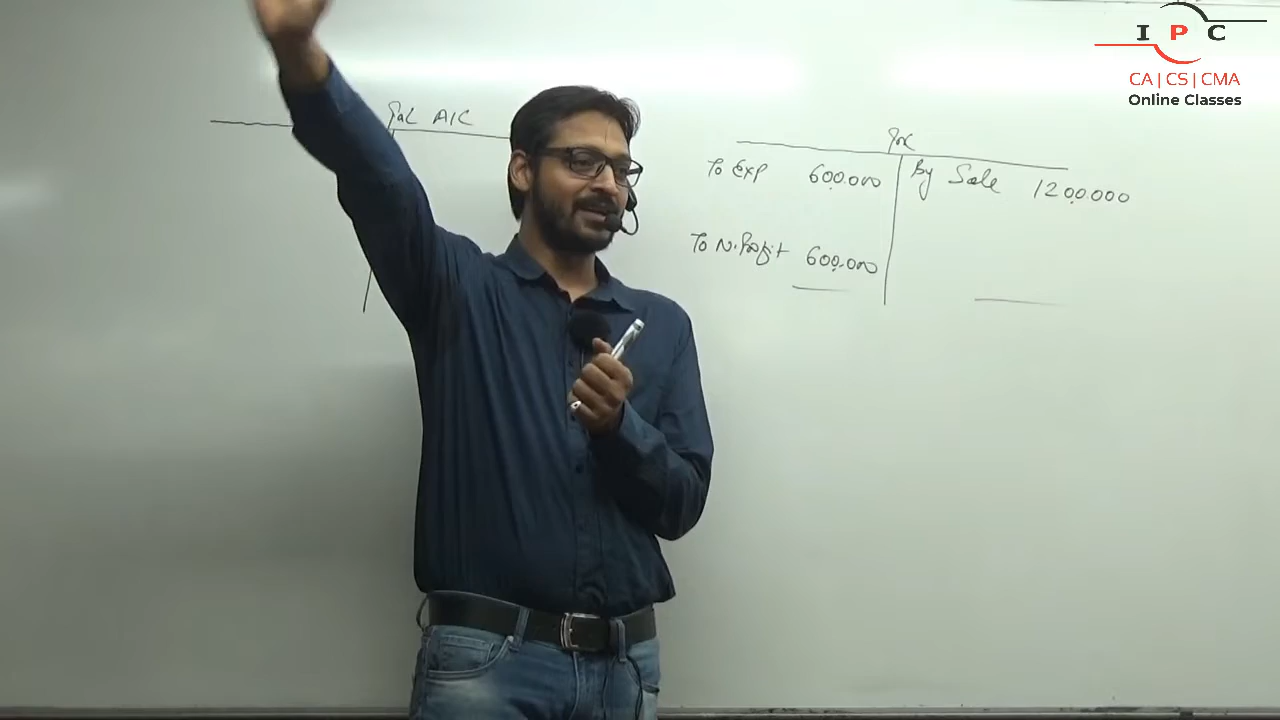 I P C
CA | CS | CMA
Online Classes
P&L A/C
To Exp 600,000 By Sale 1200,000
To N. Profit 600,000